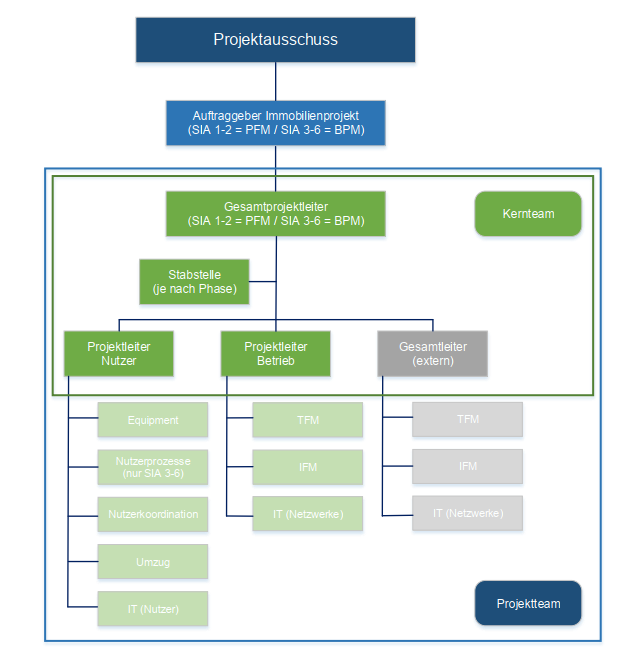 Projektausschuss
Auftraggeber Immobilienprojekt
(SIA 1-2 = PFM / SIA 3-6 = BPM)
Gesamtprojektleiter
(SIA 1-2 = PFM / SIA 3-6 = BPM)
Kernteam
Stabstelle
(je nach Phase)
Projektleiter
Nutzer
Projektleiter
Betrieb
Gesamtleiter
(extern)
Equipment
Nutzerprozesse
(nur SIA 3-6)
Nutzerkoordination
Umzug
IT (Nutzer)
TFM
IFM
IT (Netzwerke)
TFM
IFM
IT (Netzwerke)
Projektteam